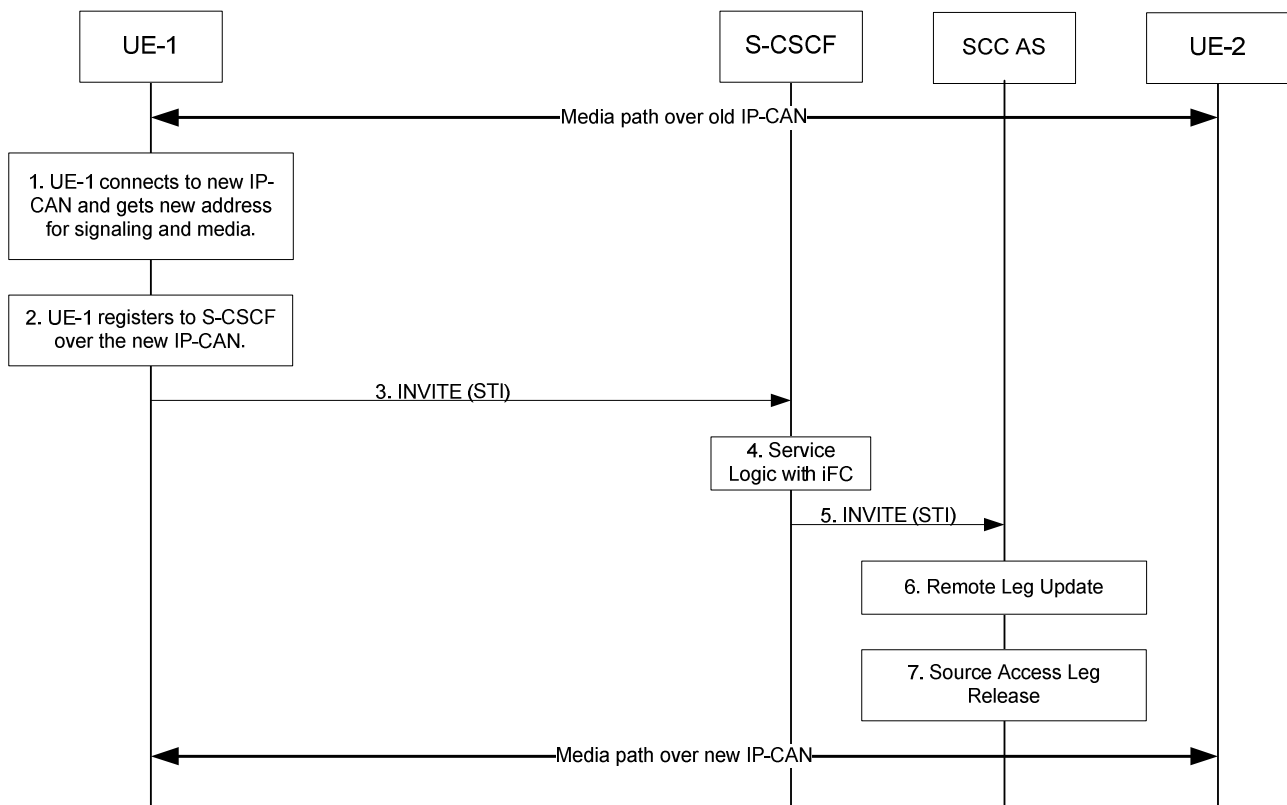 UE-1
S-CSCF
SCC AS
UE-2
Media path over old IP-CAN
1. UE-1 connects to new IP-
CAN and gets new address
for signaling and media.
2. UE-1 registers to S-CSCF
over the new IP-CAN.
3. INVITE (STI)
4. Service
Logic with iFC
5. INVITE (STI)
6. Remote Leg Update
7. Source Access Leg
Release
Media path over new IP-CAN